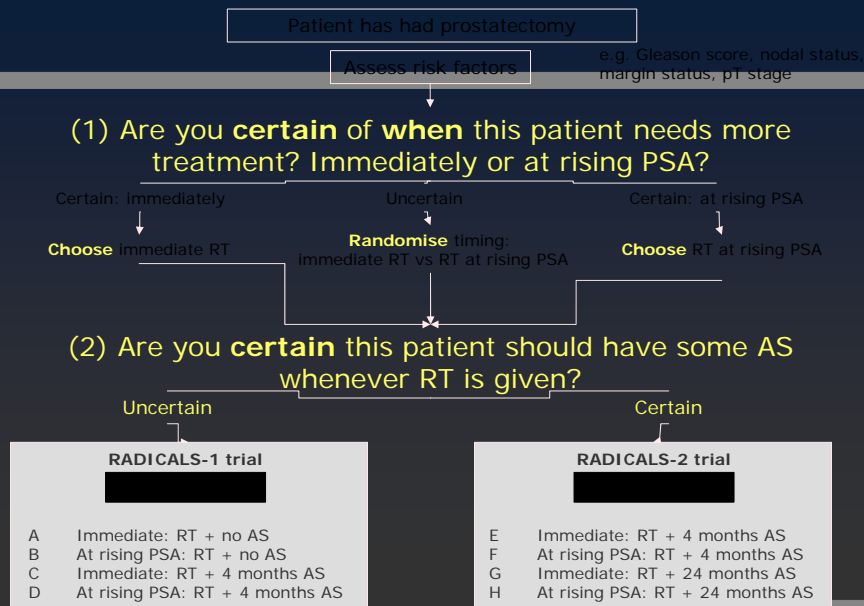 Patient has had prostatectomy
Assess risk factors
e.g. Gleason score, nodal status,
margin status, pT stage
(1) Are you certain of when this patient needs more
treatment? Immediately or at rising PSA?
Certain: immediately
Uncertain
Certain: at rising PSA
Choose immediate RT
Randomise timing:
immediate RT vs RT at rising PSA
Choose RT at rising PSA
(2) Are you certain this patient should have some AS
whenever RT is given?
Uncertain
Certain
RADICALS-1 trial
A Immediate: RT + no AS
B At rising PSA: RT + no AS
C Immediate: RT + 4 months AS
D At rising PSA: RT + 4 months AS
RADICALS-2 trial
E Immediate: RT + 4 months AS
F At rising PSA: RT + 4 months AS
G Immediate: RT + 24 months AS
H At rising PSA: RT + 24 months AS